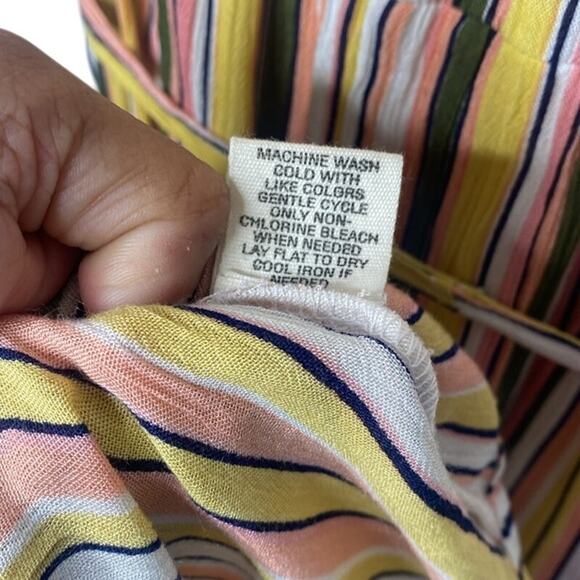 MACHINE WASH
COLD WITH
LIKE COLORS
GENTLE CYCLE
ONLY NON-
CHLORINE BLEACH
WHEN NEEDED
LAY FLAT TO DRY
COOL IRON IF
NEEDED